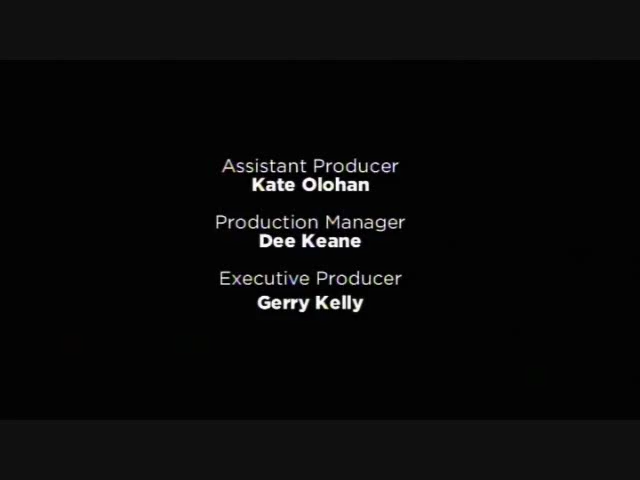 Assistant Producer
Kate Olohan
Production Manager
Dee Keane
Executive Producer
Gerry Kelly